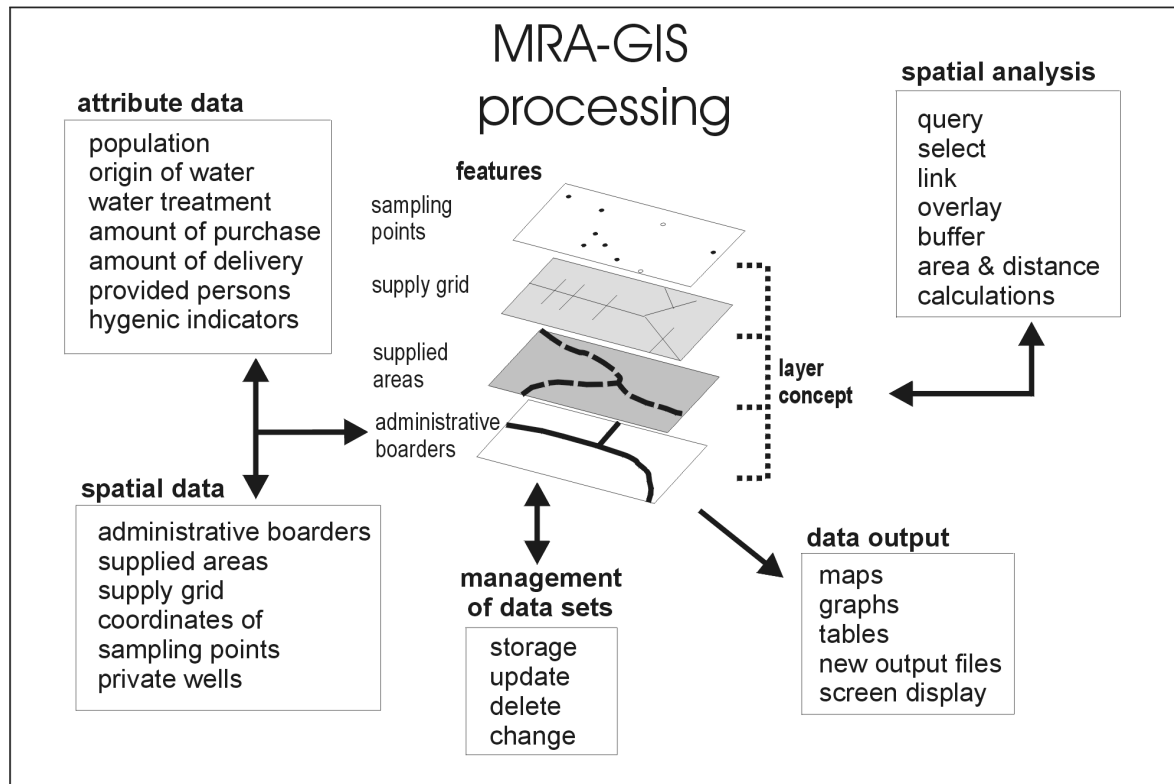 MRA-GIS
processing
attribute data
population
origin of water
water treatment
amount of purchase
amount of delivery
provided persons
hygenic indicators
spatial data
administrative boarders
supplied areas
supply grid
coordinates of
sampling points
private wells
features
sampling
points
supply grid
supplied
areas
administrative
boarders
layer
concept
management
of data sets
storage
update
delete
change
spatial analysis
query
select
link
overlay
buffer
area & distance
calculations
data output
maps
graphs
tables
new output files
screen display